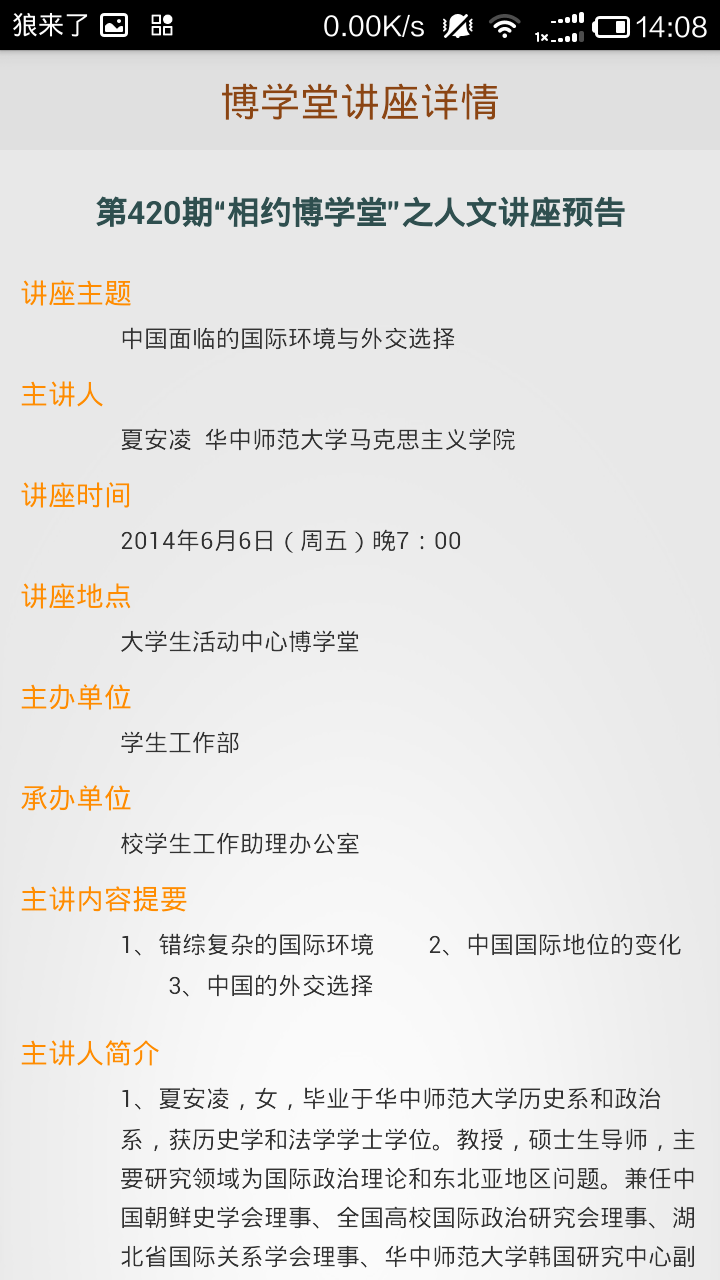 狼来了 0.00K/s 1× 14:08
博学堂讲座详情
第420期“相约博学堂”之人文讲座预告
讲座主题
中国面临的国际环境与外交选择
主讲人
夏安凌 华中师范大学马克思主义学院
讲座时间
2014年6月6日（周五）晚7：00
讲座地点
大学生活动中心博学堂
主办单位
学生工作部
承办单位
校学生工作助理办公室
主讲内容提要
1、错综复杂的国际环境 2、中国国际地位的变化
3、中国的外交选择
主讲人简介
1、夏安凌，女，毕业于华中师范大学历史系和政治
系，获历史学和法学学士学位。教授，硕士生导师，主
要研究领域为国际政治理论和东北亚地区问题。兼任中
国朝鲜史学会理事、全国高校国际政治研究会理事、湖
北省国际关系学会理事、华中师范大学韩国研究中心副